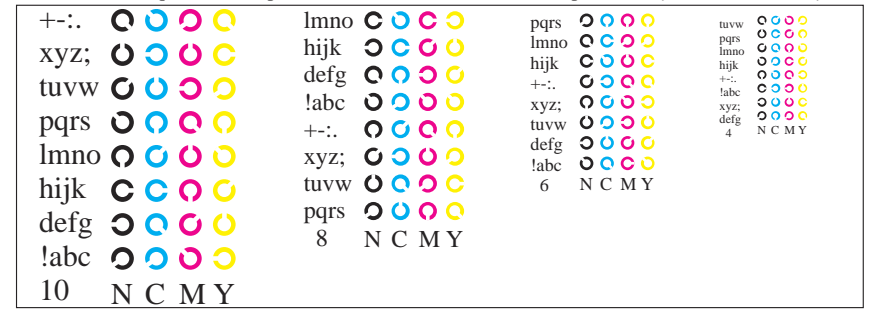 +-:.
xyz;
tuvw
pqrs
lmno
hijk
defg
!abc
10 N C M Y
lmno
hijk
defg
!abc
+-:.
xyz;
tuvw
pqrs
8 N C M Y
pqrs
lmno
hijk
+-:.
xyz;
tuvw
defg
!abc
6 N C M Y
tuvw
pqrs
lmno
hijk
+-:.
!abc
xyz;
defg
4 N C M Y